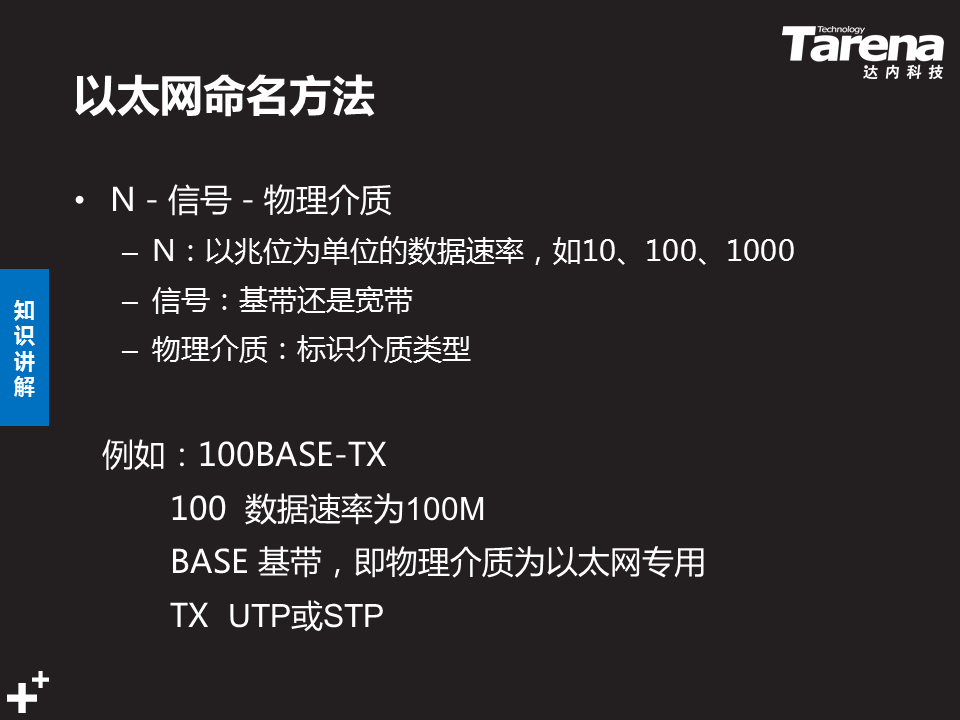 Technology
Tarena
达内科技
以太网命名方法
• N - 信号 - 物理介质
– N：以兆位为单位的数据速率，如10、100、1000
– 信号：基带还是宽带
– 物理介质：标识介质类型
知识讲解
例如：100BASE-TX
100 数据速率为100M
BASE 基带，即物理介质为以太网专用
TX UTP或STP